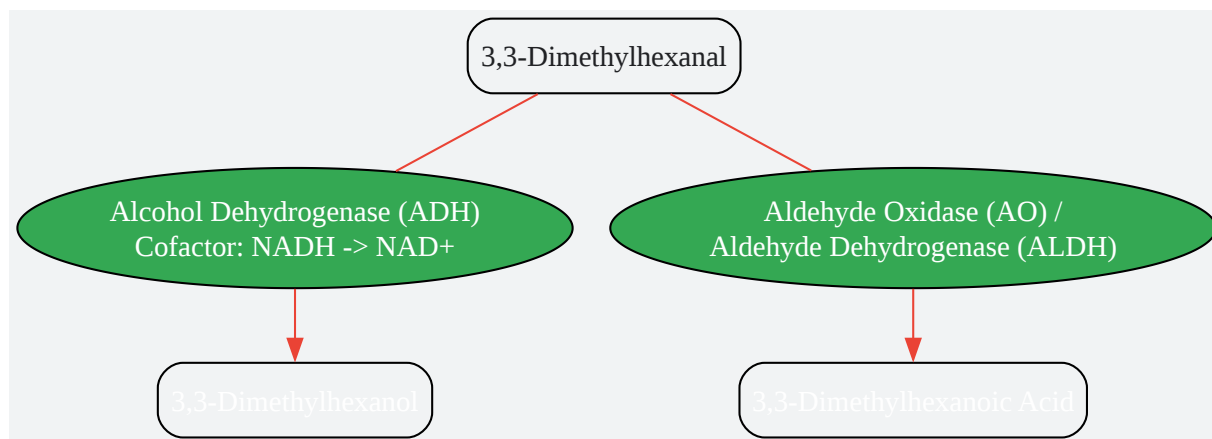 3,3-Dimethylhexanal
Alcohol Dehydrogenase (ADH)
Cofactor: NADH -> NAD+
Aldehyde Oxidase (AO) /
Aldehyde Dehydrogenase (ALDH)
3,3-Dimethylhexanol
3,3-Dimethylhexanoic Acid